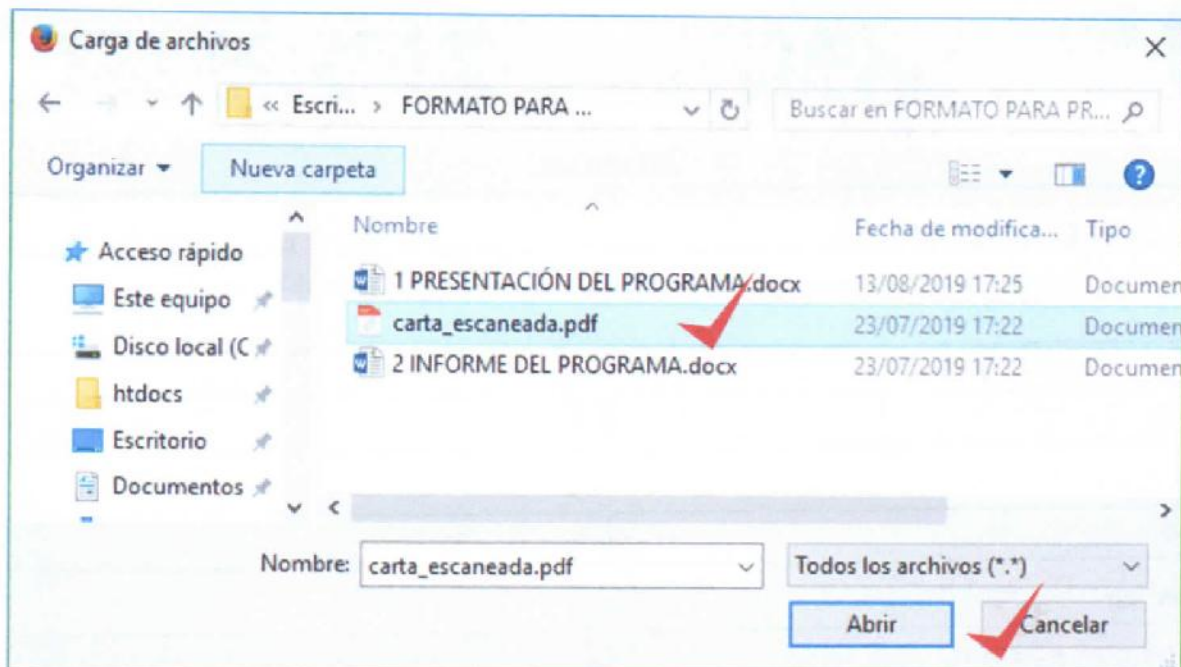 Carga de archivos
« Escri... > FORMATO PARA ...
Buscar en FORMATO PARA PR...
Organizar
Nueva carpeta
Nombre
Fecha de modifica...
Tipo
Acceso rápido
Este equipo
Disco local (C
htdocs
Escritorio
Documentos
1 PRESENTACIÓN DEL PROGRAMA.docx 13/08/2019 17:25 Documen
carta_escaneada.pdf 23/07/2019 17:22 Documen
2 INFORME DEL PROGRAMA.docx 23/07/2019 17:22 Documen
Nombre: carta_escaneada.pdf
Todos los archivos (*.*)
Abrir
Cancelar